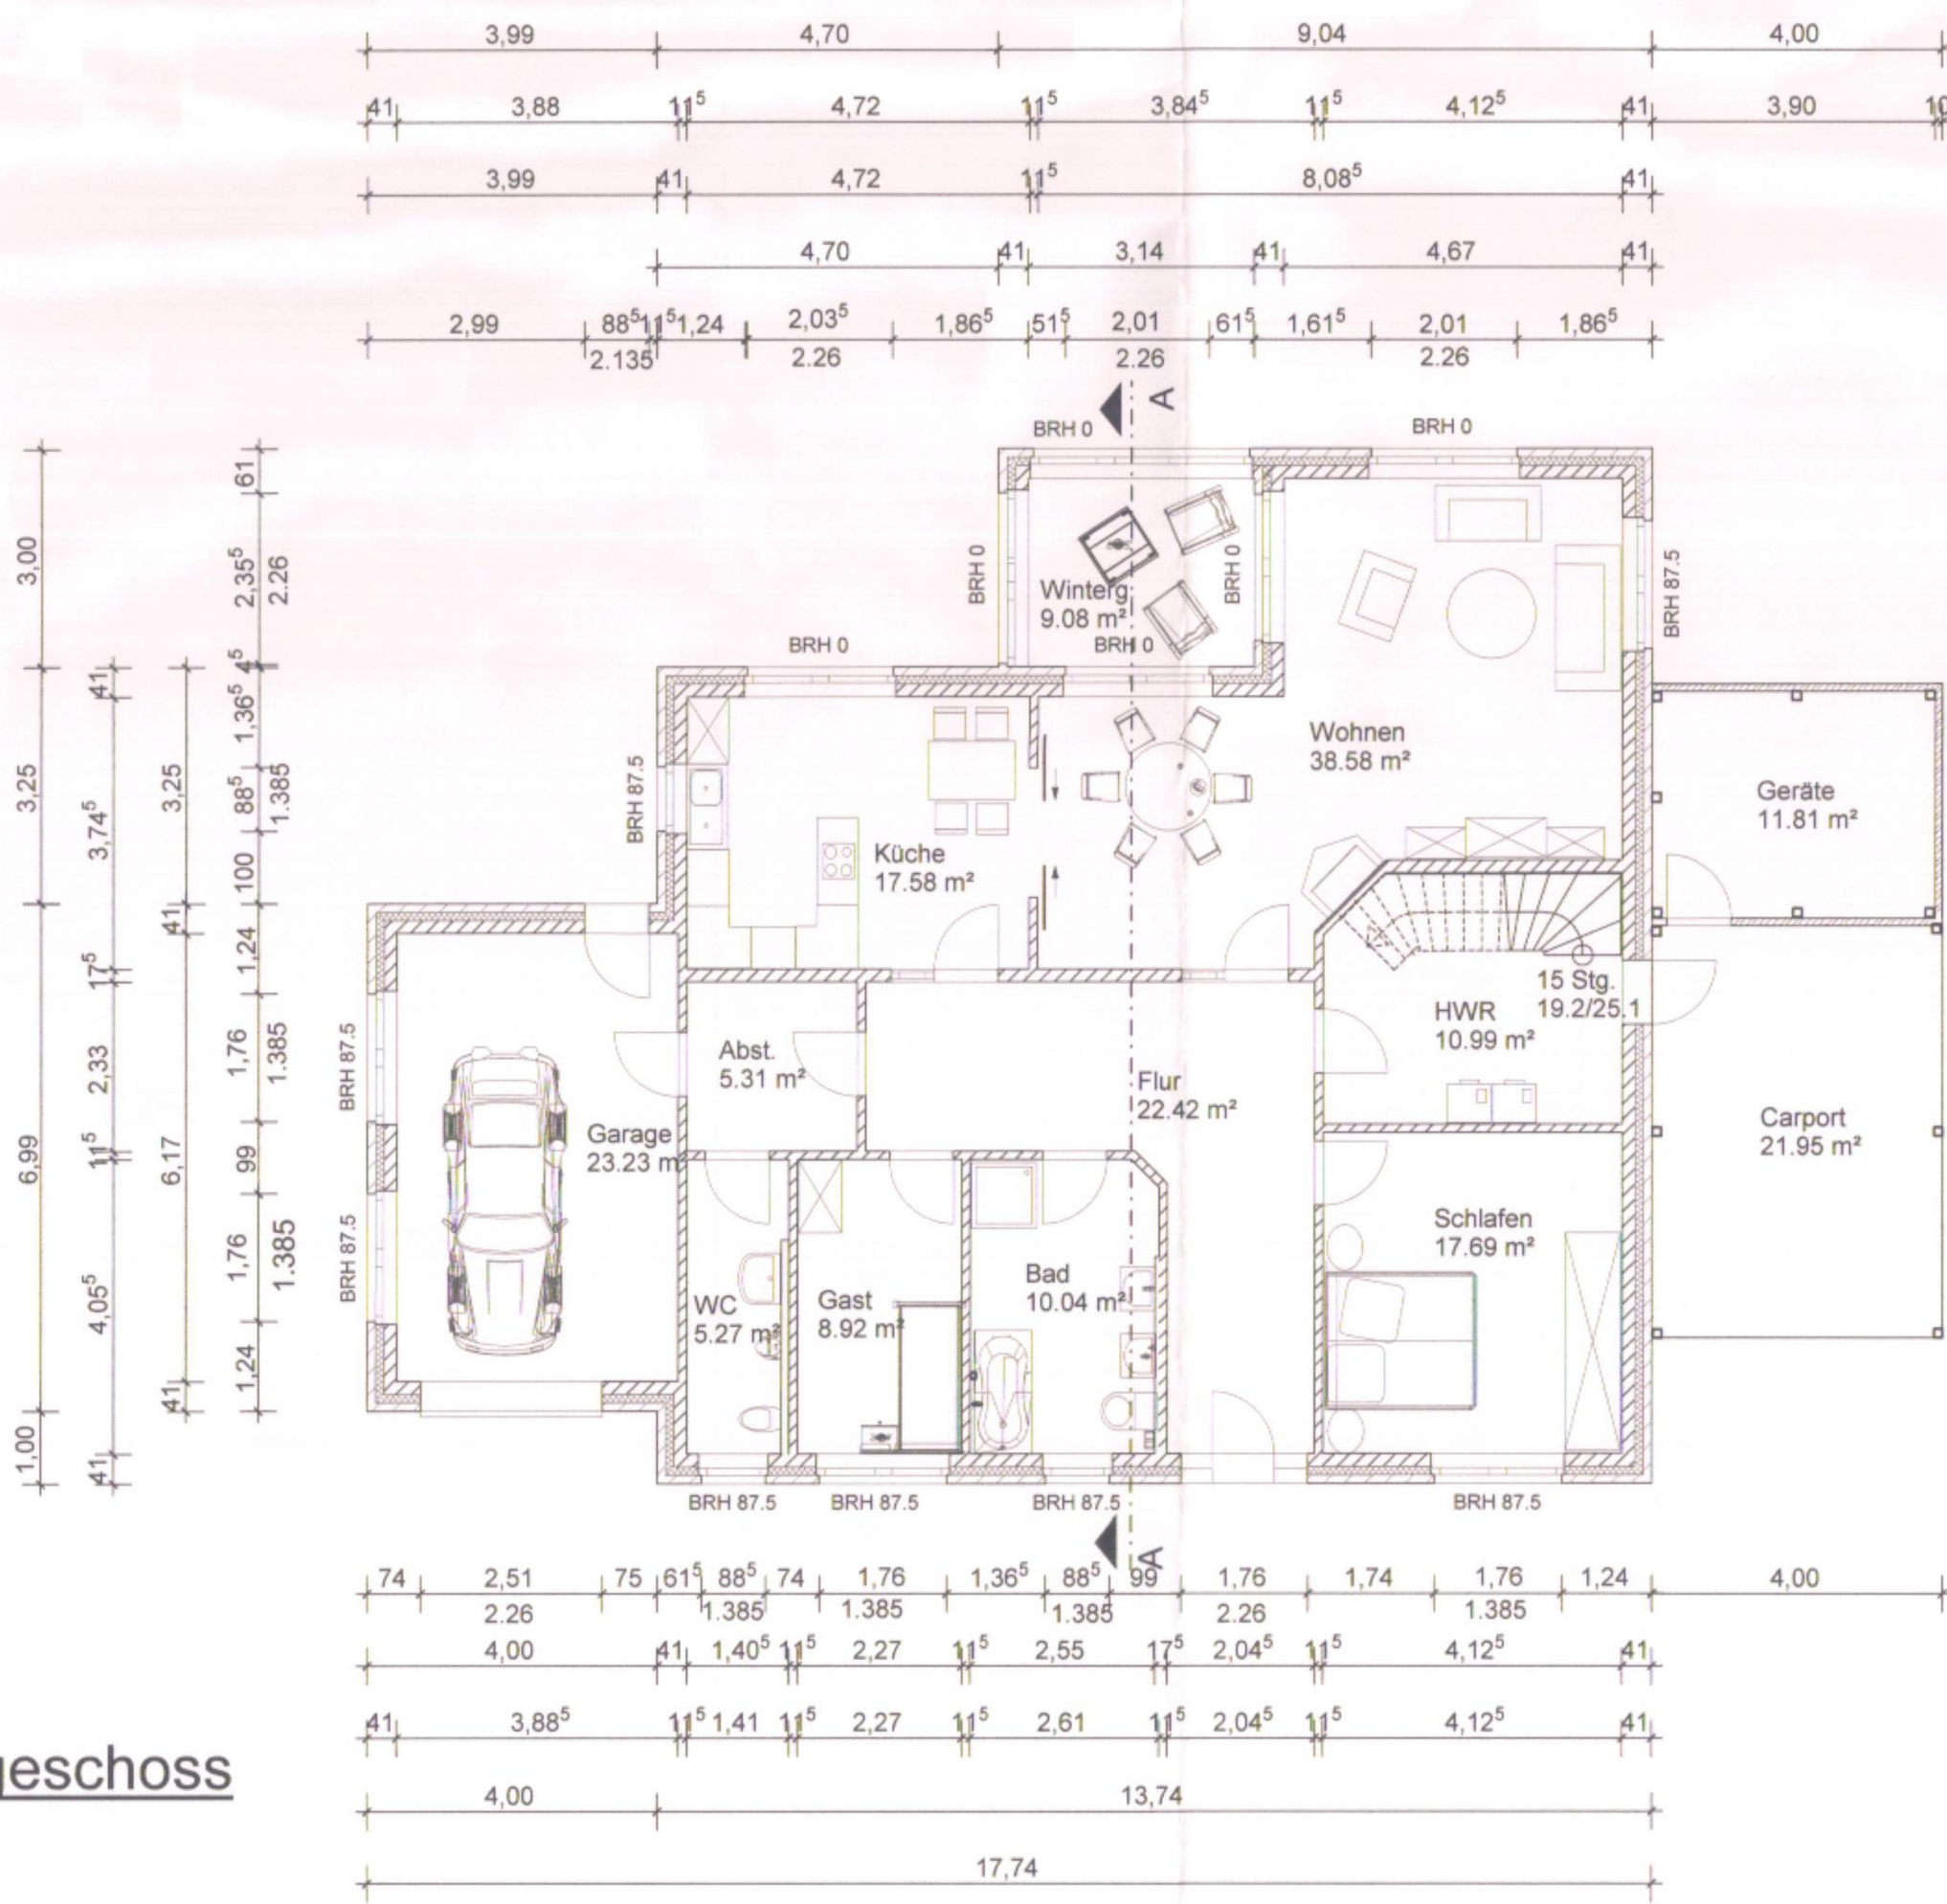 3,99 4,70 9,04 4,00
41 3,88 11⁵ 4,72 11⁵ 3,84⁵ 11⁵ 4,12⁵ 41 3,90 10
3,99 41 4,72 11⁵ 8,08⁵ 41
4,70 41 3,14 41 4,67 41
2,99 88⁵ 11⁵ 1,24 2,03⁵ 1,86⁵ 51⁵ 2,01 61⁵ 1,61⁵ 2,01 1,86⁵
2.135 2.26 2.26 2.26
A
BRH 0 BRH 0
3,00
3,25
6,99
1,00
41
3,74⁵
17⁵
2,33
11⁵
4,05⁵
41
3,25
41
6,17
41
61
2,35⁵
2.26
4⁵
1,36⁵
88⁵
1.385
100
1,24
1,76
1.385
99
1,76
1.385
1,24
BRH 0
BRH 0
BRH 87.5
Winterg
9.08 m²
BRH 0 BRH 0
BRH 87.5
Wohnen
38.58 m²
Geräte
11.81 m²
Küche
17.58 m²
15 Stg.
19.2/25.1
HWR
10.99 m²
BRH 87.5
Abst.
5.31 m²
Flur
22.42 m²
Garage
23.23 m
Carport
21.95 m²
BRH 87.5
Schlafen
17.69 m²
WC
5.27 m²
Gast
8.92 m²
Bad
10.04 m²
BRH 87.5 BRH 87.5 BRH 87.5 BRH 87.5
A
74 2,51 75 61⁵ 88⁵ 74 1,76 1,36⁵ 88⁵ 99 1,76 1,74 1,76 1,24 4,00
2.26 1.385 1.385 1.385 2.26 1.385
4,00 41 1,40⁵ 11⁵ 2,27 11⁵ 2,55 17⁵ 2,04⁵ 11⁵ 4,12⁵ 41
41 3,88⁵ 11⁵ 1,41 11⁵ 2,27 11⁵ 2,61 11⁵ 2,04⁵ 11⁵ 4,12⁵ 41
geschoss
4,00 13,74
17,74